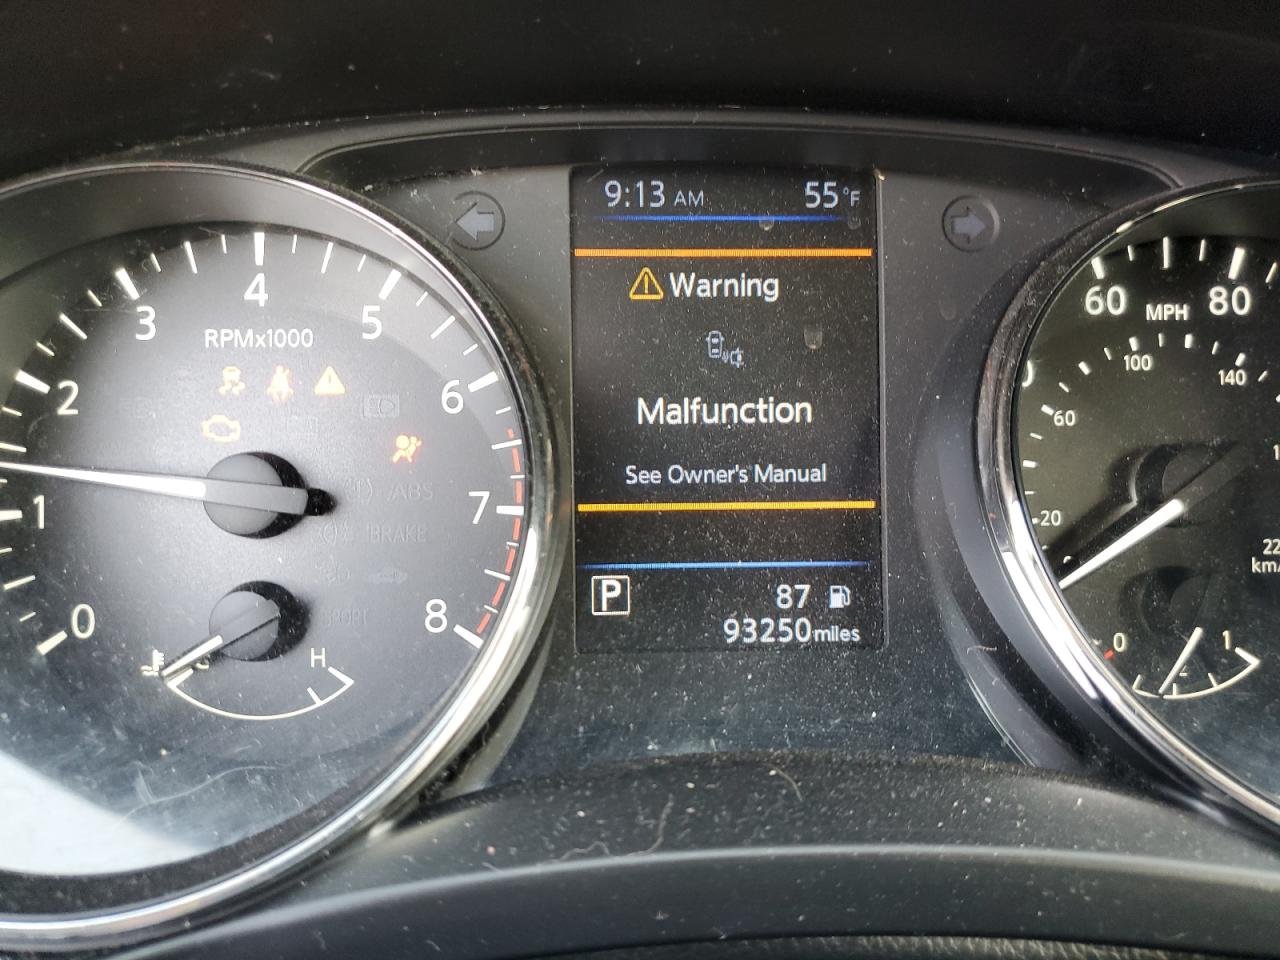 9:13 AM 55°F
Warning
Malfunction
See Owner's Manual
P 87
93250 miles
0
1
2
3
4
5
6
7
8
RPMx1000
ABS
BRAKE
SPORT
H
60 80
MPH
20
60
100
140
km/
0 1